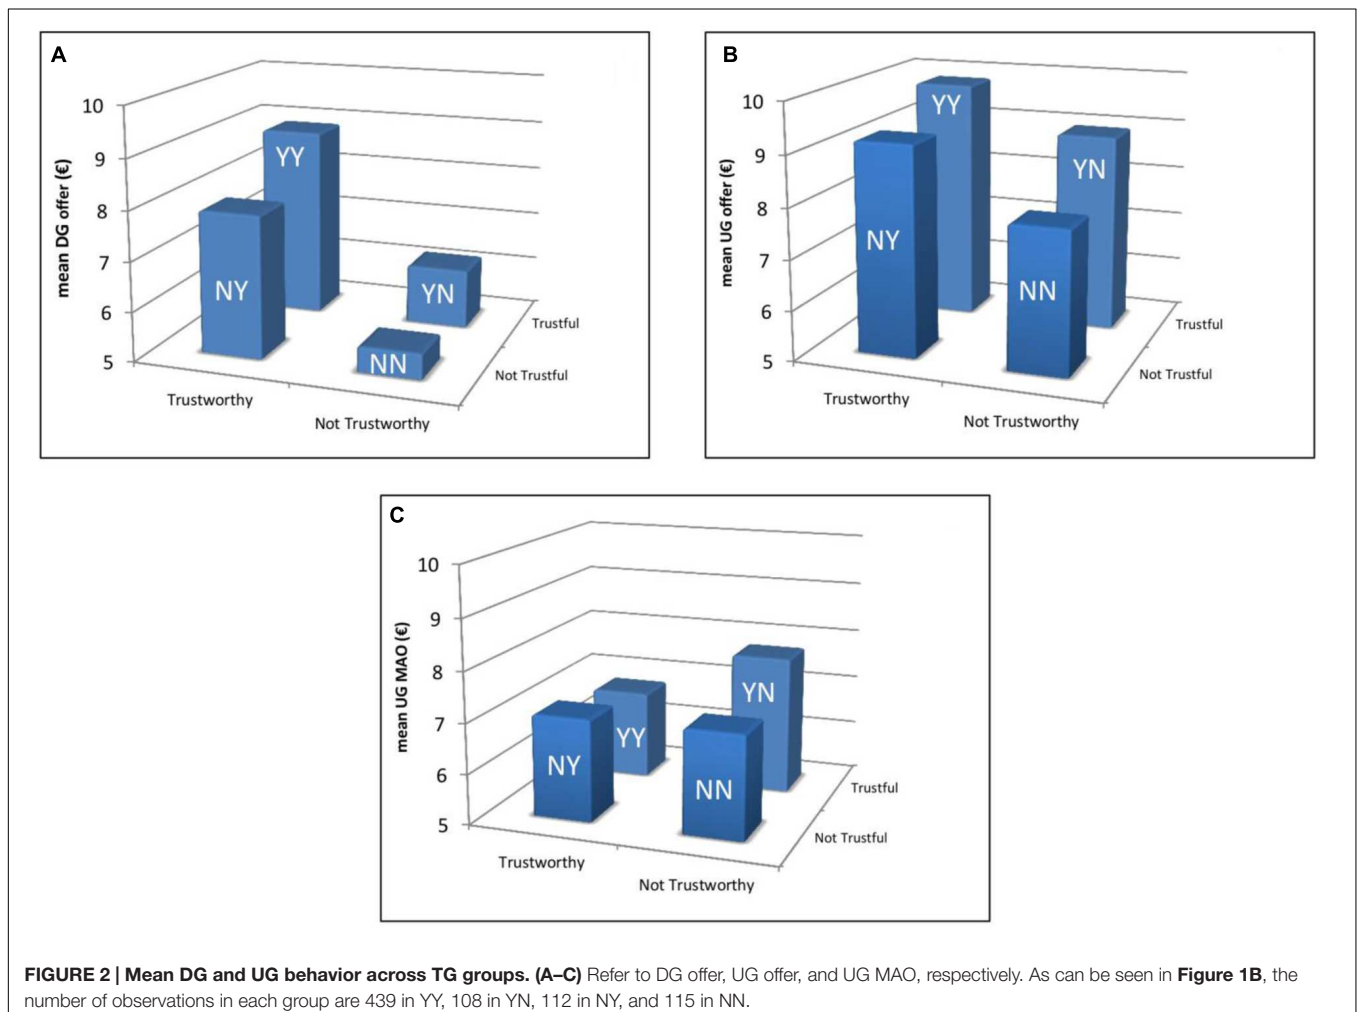 A
10
9
8
7
6
5
mean DG offer (€)
YY
NY
YN
NN
Trustful
Not Trustful
Trustworthy
Not Trustworthy
B
10
9
8
7
6
5
mean UG offer (€)
YY
YN
NY
NN
Trustful
Not Trustful
Trustworthy
Not Trustworthy
C
10
9
8
7
6
5
mean UG MAO (€)
YN
YY
NY
NN
Trustful
Not Trustful
Trustworthy
Not Trustworthy
FIGURE 2 | Mean DG and UG behavior across TG groups. (A–C) Refer to DG offer, UG offer, and UG MAO, respectively. As can be seen in Figure 1B, the
number of observations in each group are 439 in YY, 108 in YN, 112 in NY, and 115 in NN.